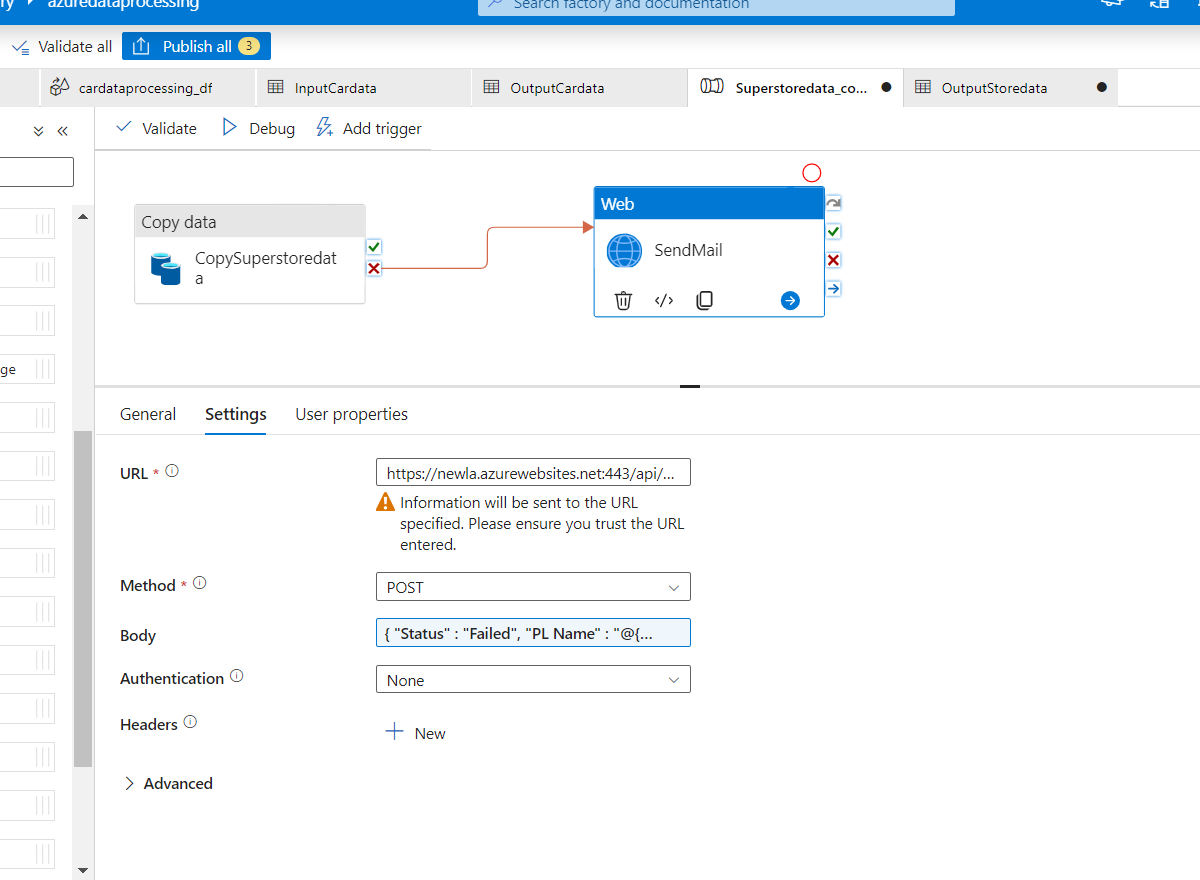 azuredataprocessing
Search factory and documentation
Validate all
Publish all 3
cardataprocessing_df
InputCardata
OutputCardata
Superstoredata_co...
OutputStoredata
Validate
Debug
Add trigger
Copy data
CopySuperstoredat
a
Web
SendMail
ge
General
Settings
User properties
URL *
https://newla.azurewebsites.net:443/api/...
Information will be sent to the URL
specified. Please ensure you trust the URL
entered.
Method *
POST
Body
{ "Status" : "Failed", "PL Name" : "@{...
Authentication
None
Headers
New
Advanced